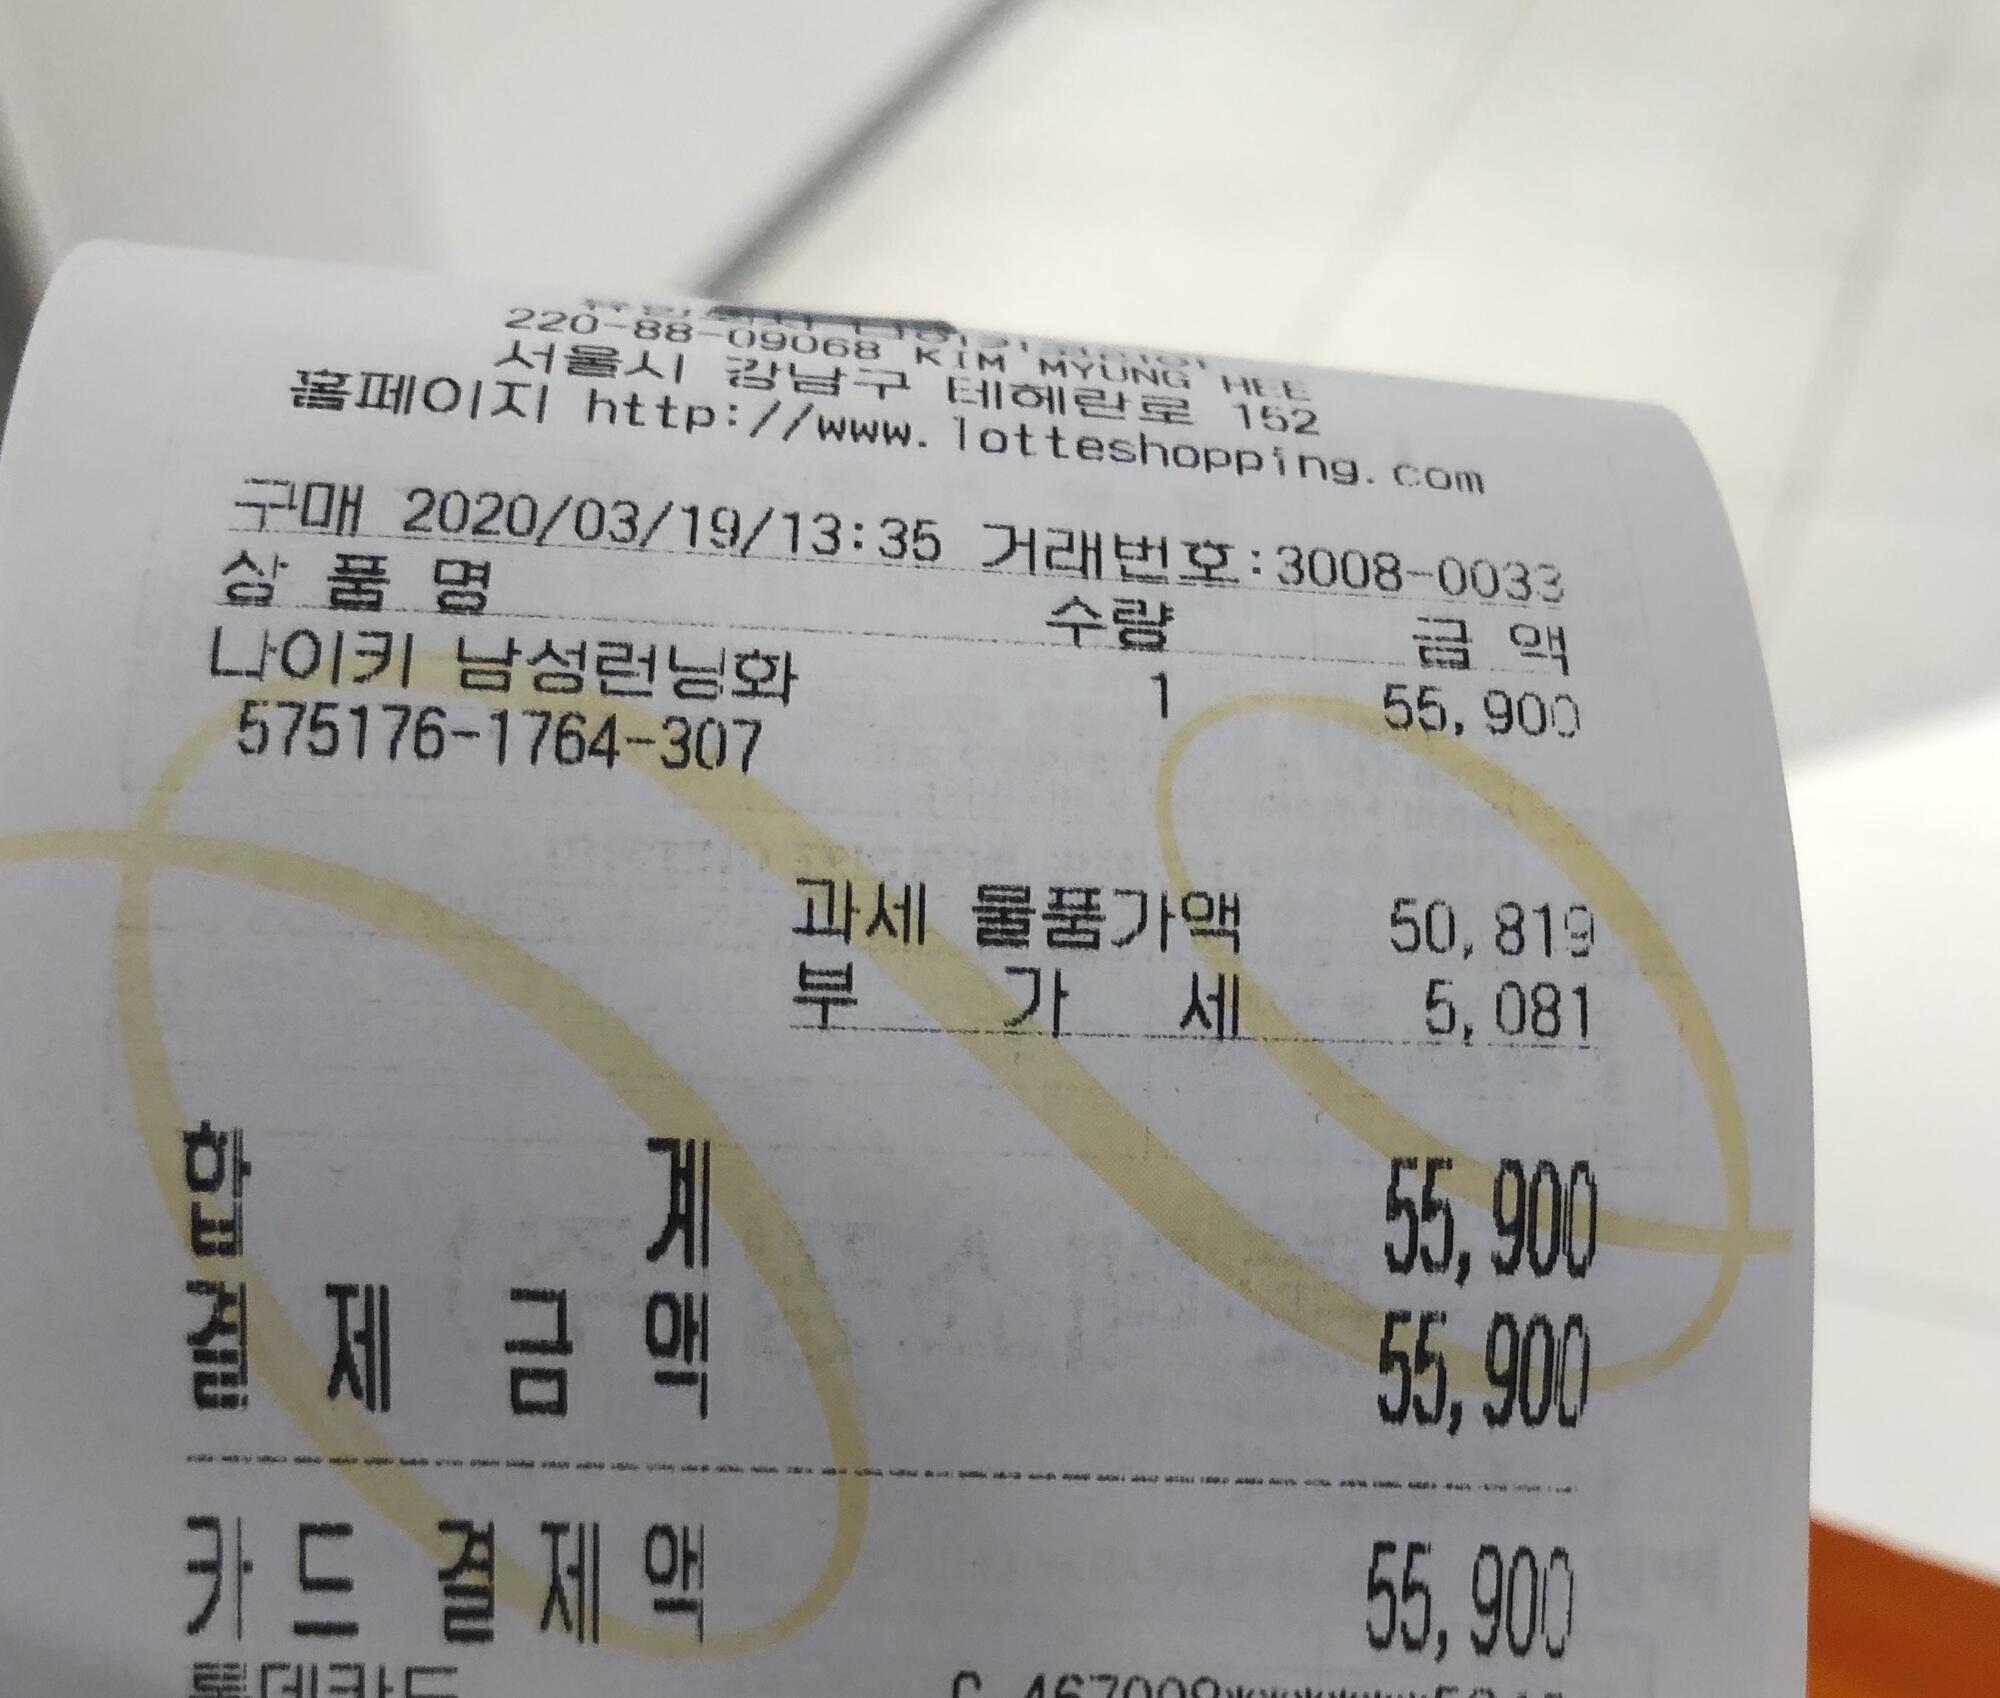 220-88-09068 KIM MYUNG HEE
서울시 강남구 테헤란로 152
홈페이지 http://www.lotteshopping.com
구매 2020/03/19/13:35 거래번호:3008-0033
상 품 명 수량 금 액
나이키 남성런닝화 1 55,900
575176-1764-307
과세 물품가액 50,819
부 가 세 5,081
합 계 55,900
결 제 금 액 55,900
카 드 결 제 액 55,900
롯데카드